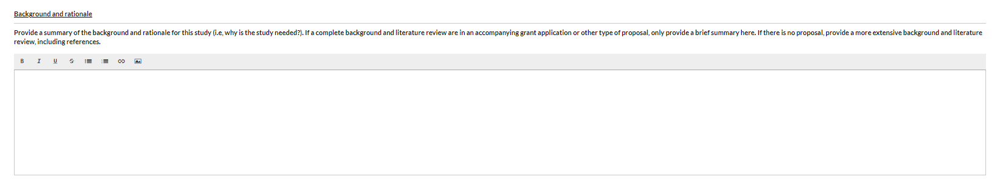 Background and rationale
Provide a summary of the background and rationale for this study (i.e, why is the study needed?). If a complete background and literature review are in an accompanying grant application or other type of proposal, only provide a brief summary here. If there is no proposal, provide a more extensive background and literature
review, including references.
B I U S